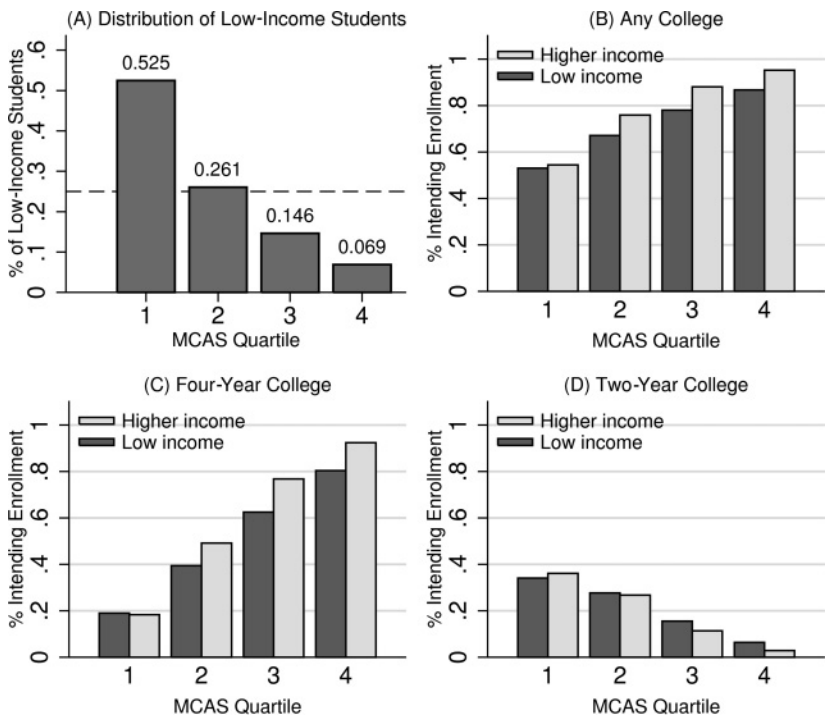 (A) Distribution of Low-Income Students
% of Low-Income Students
.6
.5
.4
.3
.2
.1
0
0.525
0.261
0.146
0.069
1 2 3 4
MCAS Quartile
(B) Any College
% Intending Enrollment
1
.8
.6
.4
.2
0
Higher income
Low income
1 2 3 4
MCAS Quartile
(C) Four-Year College
% Intending Enrollment
1
.8
.6
.4
.2
0
Higher income
Low income
1 2 3 4
MCAS Quartile
(D) Two-Year College
% Intending Enrollment
1
.8
.6
.4
.2
0
Higher income
Low income
1 2 3 4
MCAS Quartile